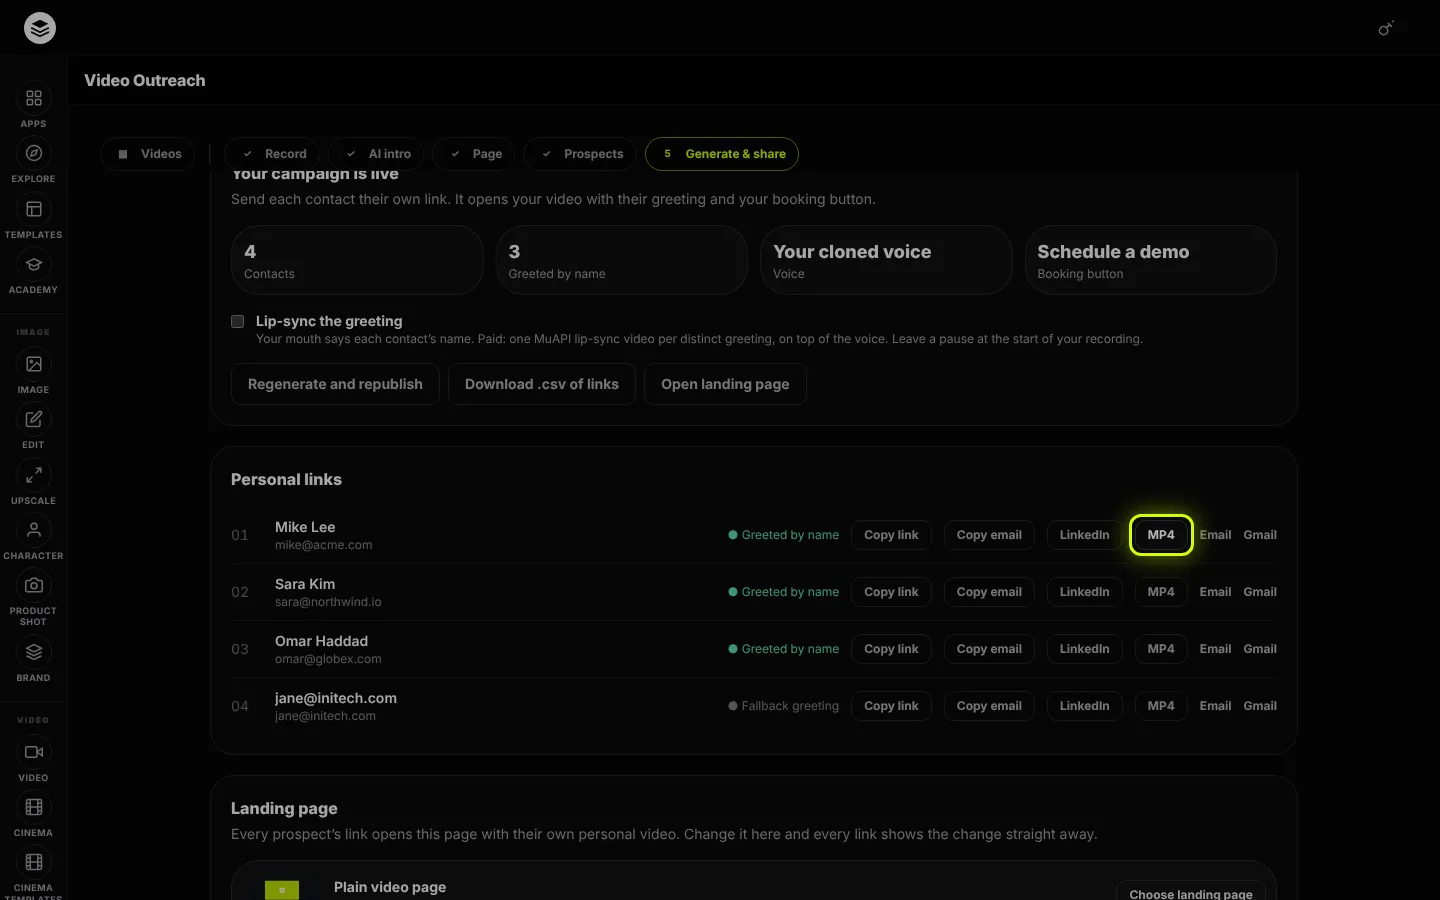 Video Outreach
APPS
EXPLORE
TEMPLATES
ACADEMY
IMAGE
IMAGE
EDIT
UPSCALE
CHARACTER
PRODUCT
SHOT
BRAND
VIDEO
VIDEO
CINEMA
CINEMA
TEMPLATES
Videos
Record
AI intro
Page
Prospects
5 Generate & share
Your campaign is live
Send each contact their own link. It opens your video with their greeting and your booking button.
4
Contacts
3
Greeted by name
Your cloned voice
Voice
Schedule a demo
Booking button
Lip-sync the greeting
Your mouth says each contact's name. Paid: one MuAPI lip-sync video per distinct greeting, on top of the voice. Leave a pause at the start of your recording.
Regenerate and republish
Download .csv of links
Open landing page
Personal links
01 Mike Lee
mike@acme.com
Greeted by name Copy link Copy email LinkedIn MP4 Email Gmail
02 Sara Kim
sara@northwind.io
Greeted by name Copy link Copy email LinkedIn MP4 Email Gmail
03 Omar Haddad
omar@globex.com
Greeted by name Copy link Copy email LinkedIn MP4 Email Gmail
04 jane@initech.com
jane@initech.com
Fallback greeting Copy link Copy email LinkedIn MP4 Email Gmail
Landing page
Every prospect's link opens this page with their own personal video. Change it here and every link shows the change straight away.
Plain video page
Choose landing page